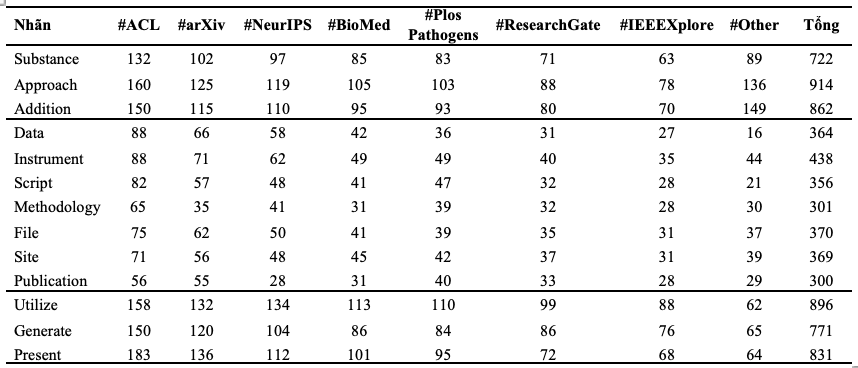 Nhãn #ACL #arXiv #NeurIPS #BioMed #Plos Pathogens #ResearchGate #IEEEXplore #Other Tổng
Substance 132 102 97 85 83 71 63 89 722
Approach 160 125 119 105 103 88 78 136 914
Addition 150 115 110 95 93 80 70 149 862
Data 88 66 58 42 36 31 27 16 364
Instrument 88 71 62 49 49 40 35 44 438
Script 82 57 48 41 47 32 28 21 356
Methodology 65 35 41 31 39 32 28 30 301
File 75 62 50 41 39 35 31 37 370
Site 71 56 48 45 42 37 31 39 369
Publication 56 55 28 31 40 33 28 29 300
Utilize 158 132 134 113 110 99 88 62 896
Generate 150 120 104 86 84 86 76 65 771
Present 183 136 112 101 95 72 68 64 831